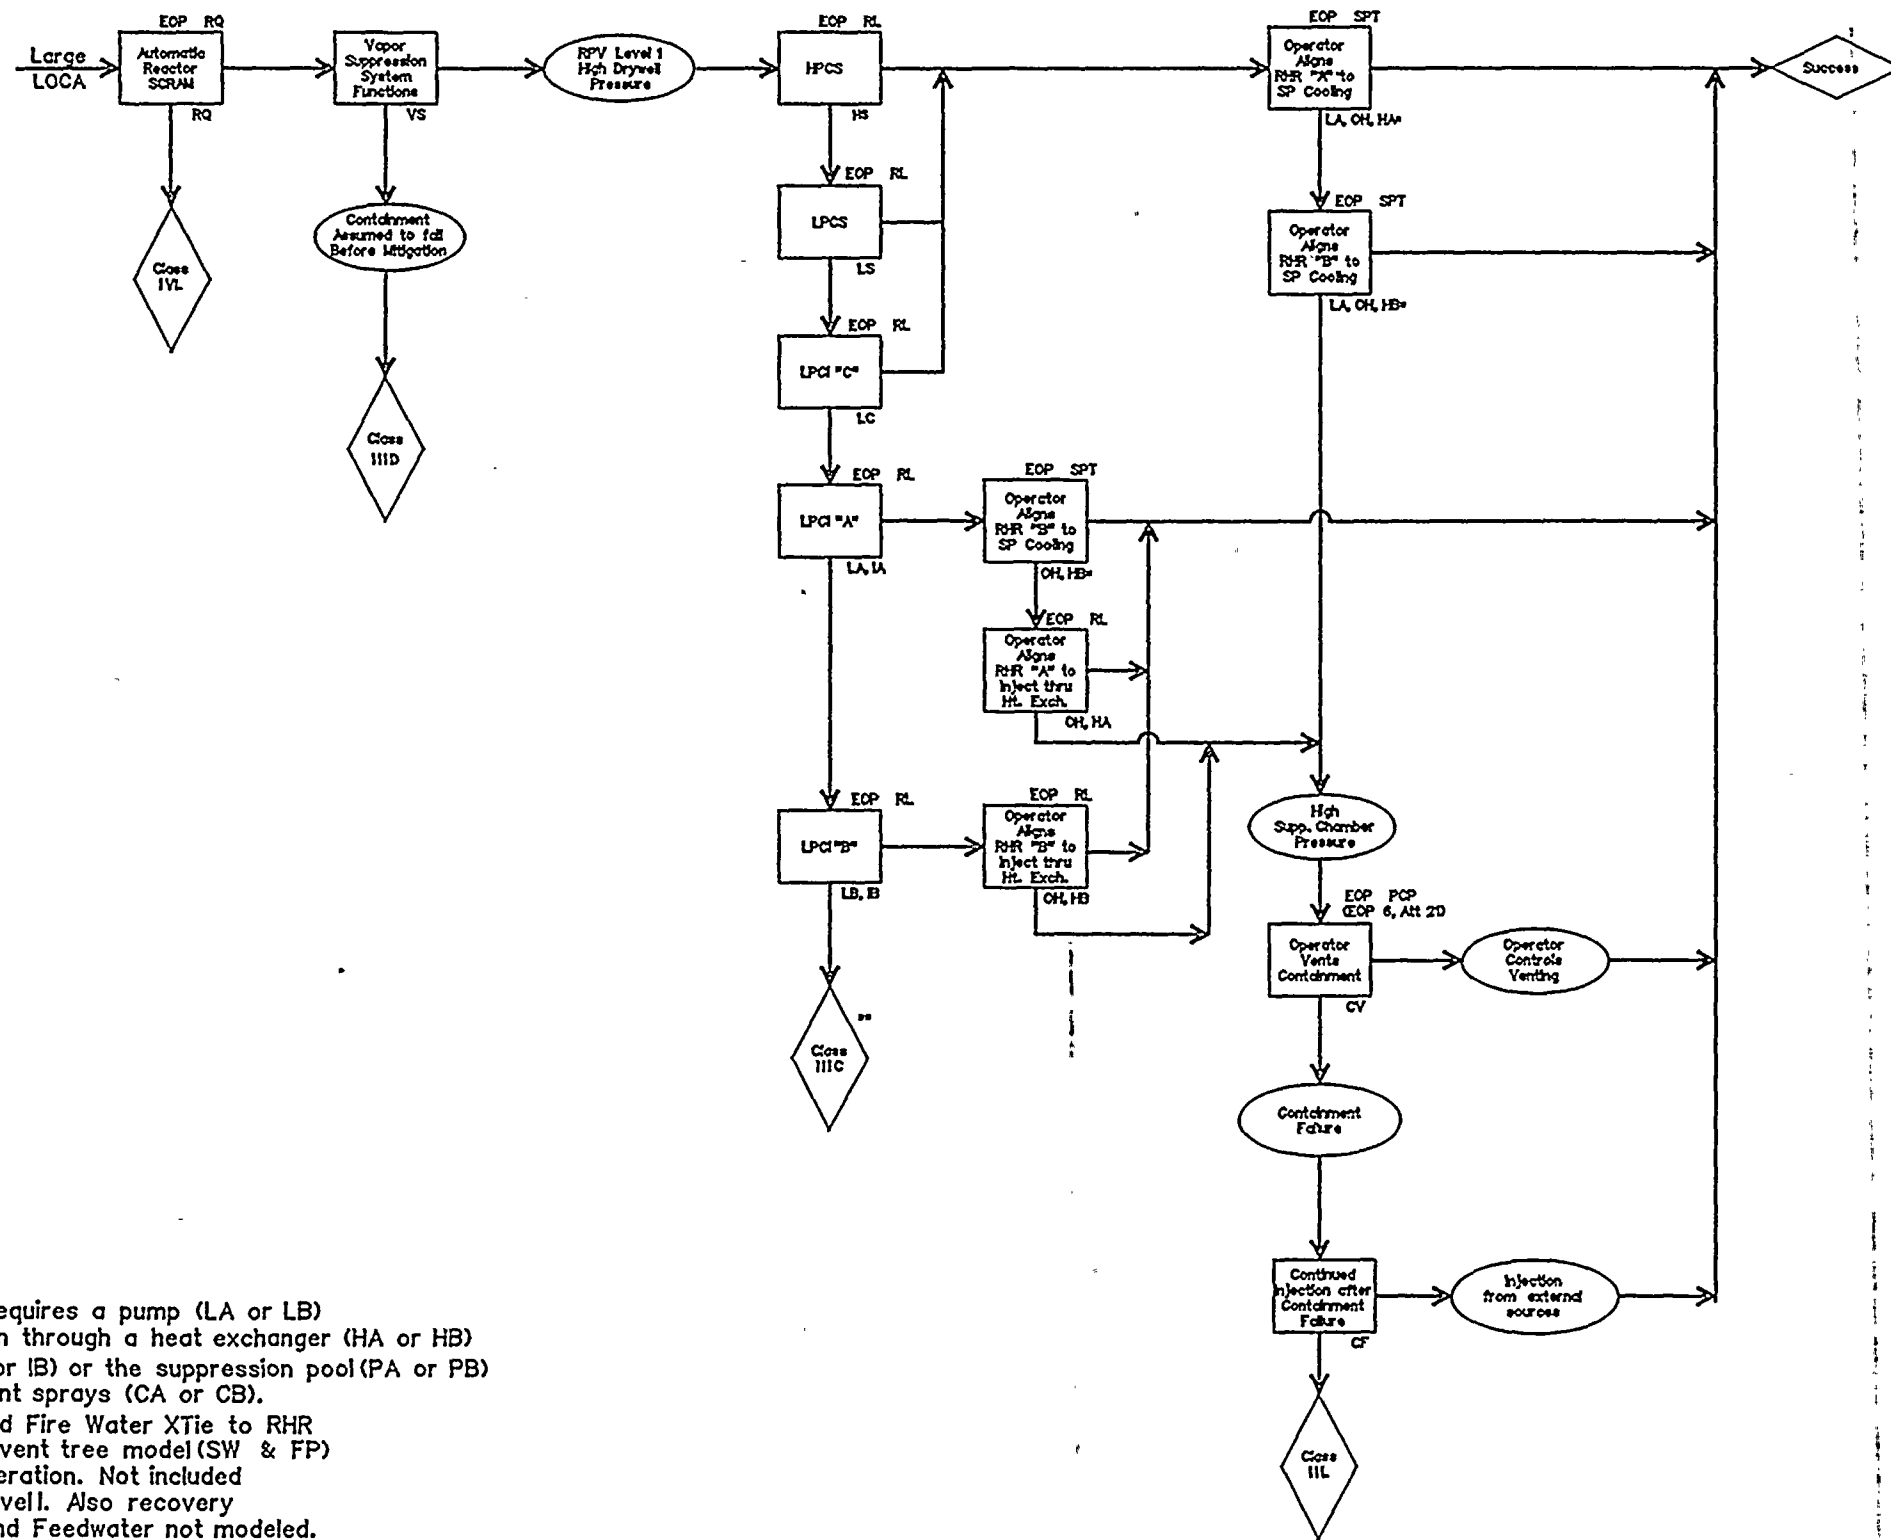 EOP RQ
Large
LOCA
Automatic
Reactor
SCRAM
RQ
Class
IVL
Vapor
Suppression
System
Functions
VS
Containment
Assumed to fail
Before Mitigation
Class
IIID
RPV Level 1
High Drywell
Pressure
EOP RL
HPCS
HS
EOP RL
LPCS
LS
EOP RL
LPCI "C"
LC
EOP RL
LPCI "A"
LA, IA
EOP RL
LPCI "B"
LB, IB
**
Class
IIIC
EOP SPT
Operator
Aligns
RHR "B" to
SP Cooling
OH, HB*
EOP RL
Operator
Aligns
RHR "A" to
Inject thru
Ht. Exch.
OH, HA
EOP RL
Operator
Aligns
RHR "B" to
Inject thru
Ht. Exch.
OH, HB
EOP SPT
Operator
Aligns
RHR "A" to
SP Cooling
LA, OH, HA*
EOP SPT
Operator
Aligns
RHR "B" to
SP Cooling
LA, OH, HB*
High
Supp. Chamber
Pressure
EOP PCP
(EOP 6, Att 21)
Operator
Vents
Containment
CV
Operator
Controls
Venting
Containment
Failure
Continued
Injection after
Containment
Failure
CF
Injection
from external
sources
Class
IIL
Success
equires a pump (LA or LB)
n through a heat exchanger (HA or HB)
or IB) or the suppression pool (PA or PB)
nt sprays (CA or CB).
d Fire Water XTie to RHR
vent tree model (SW & FP)
eration. Not included
vell. Also recovery
nd Feedwater not modeled.